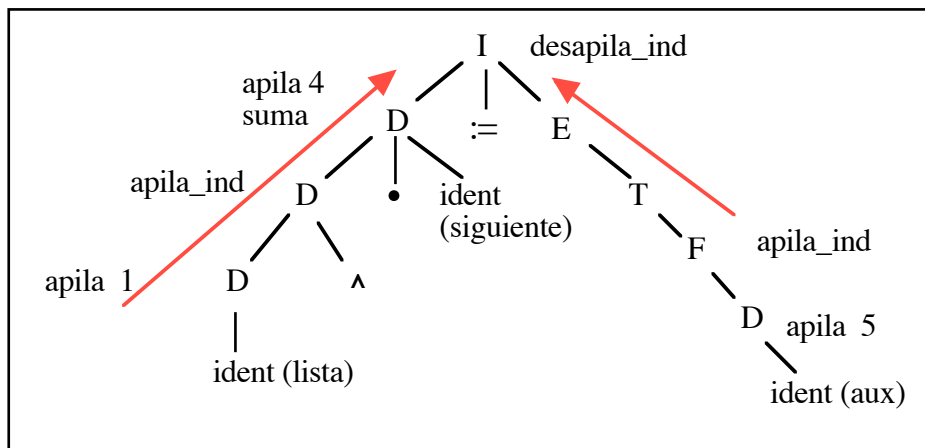 I desapila_ind
apila 4
suma
D := E
apila_ind
D • ident
(siguiente)
T
F apila_ind
apila 1
D ^
D apila 5
ident (lista)
ident (aux)